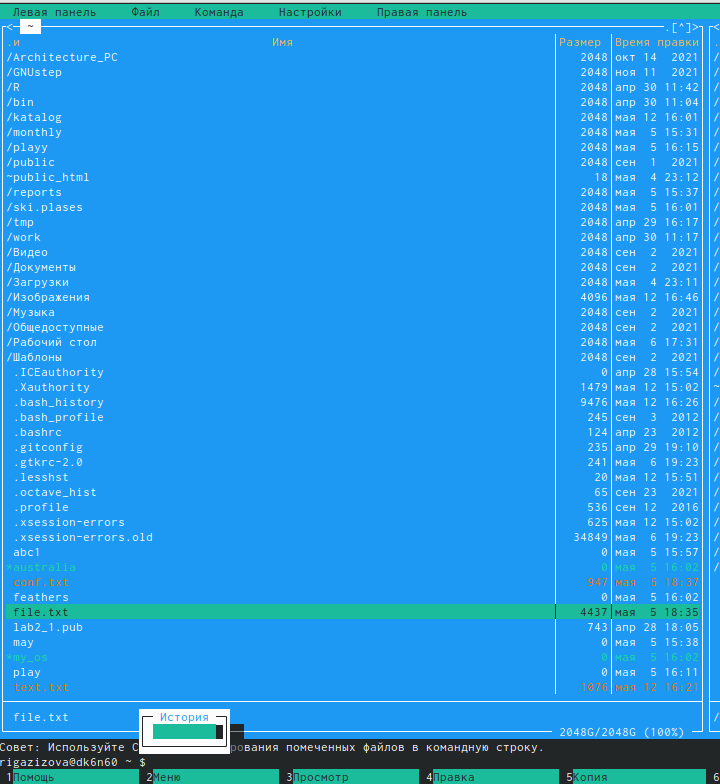 Левая панель Файл Команда Настройки Правая панель
<- ~ .[^]>
.и Имя Размер Время правки
/Architecture_PC 2048 окт 14 2021
/GNUstep 2048 ноя 11 2021
/R 2048 апр 30 11:42
/bin 2048 апр 30 11:04
/katalog 2048 мая 12 16:01
/monthly 2048 мая 5 15:31
/playy 2048 мая 5 16:15
/public 2048 сен 1 2021
~public_html 18 мая 4 23:12
/reports 2048 мая 5 15:37
/ski.plases 2048 мая 5 16:01
/tmp 2048 апр 29 16:17
/work 2048 апр 30 11:17
/Видео 2048 сен 2 2021
/Документы 2048 сен 2 2021
/Загрузки 2048 мая 4 23:11
/Изображения 4096 мая 12 16:46
/Музыка 2048 сен 2 2021
/Общедоступные 2048 сен 2 2021
/Рабочий стол 2048 мая 6 17:31
/Шаблоны 2048 сен 2 2021
.ICEauthority 0 апр 28 15:54
.Xauthority 1479 мая 12 15:02
.bash_history 9476 мая 12 16:26
.bash_profile 245 сен 3 2012
.bashrc 124 апр 23 2012
.gitconfig 235 апр 29 19:10
.gtkrc-2.0 241 мая 6 19:23
.lesshst 20 мая 12 15:51
.octave_hist 65 сен 23 2021
.profile 536 сен 12 2016
.xsession-errors 625 мая 12 15:02
.xsession-errors.old 34849 мая 6 19:23
abc1 0 мая 5 15:57
*australia 0 мая 5 16:02
conf.txt 947 мая 5 18:37
feathers 0 мая 5 16:02
file.txt 4437 мая 5 18:35
lab2_1.pub 743 апр 28 18:05
may 0 мая 5 15:38
*my_os 0 мая 5 16:02
play 0 мая 5 16:11
text.txt 1076 мая 12 16:21
file.txt
История
2048G/2048G (100%)
Совет: Используйте C рования помеченных файлов в командную строку.
rigazizova@dk6n60 ~ $
1Помощь 2Меню 3Просмотр 4Правка 5Копия 6